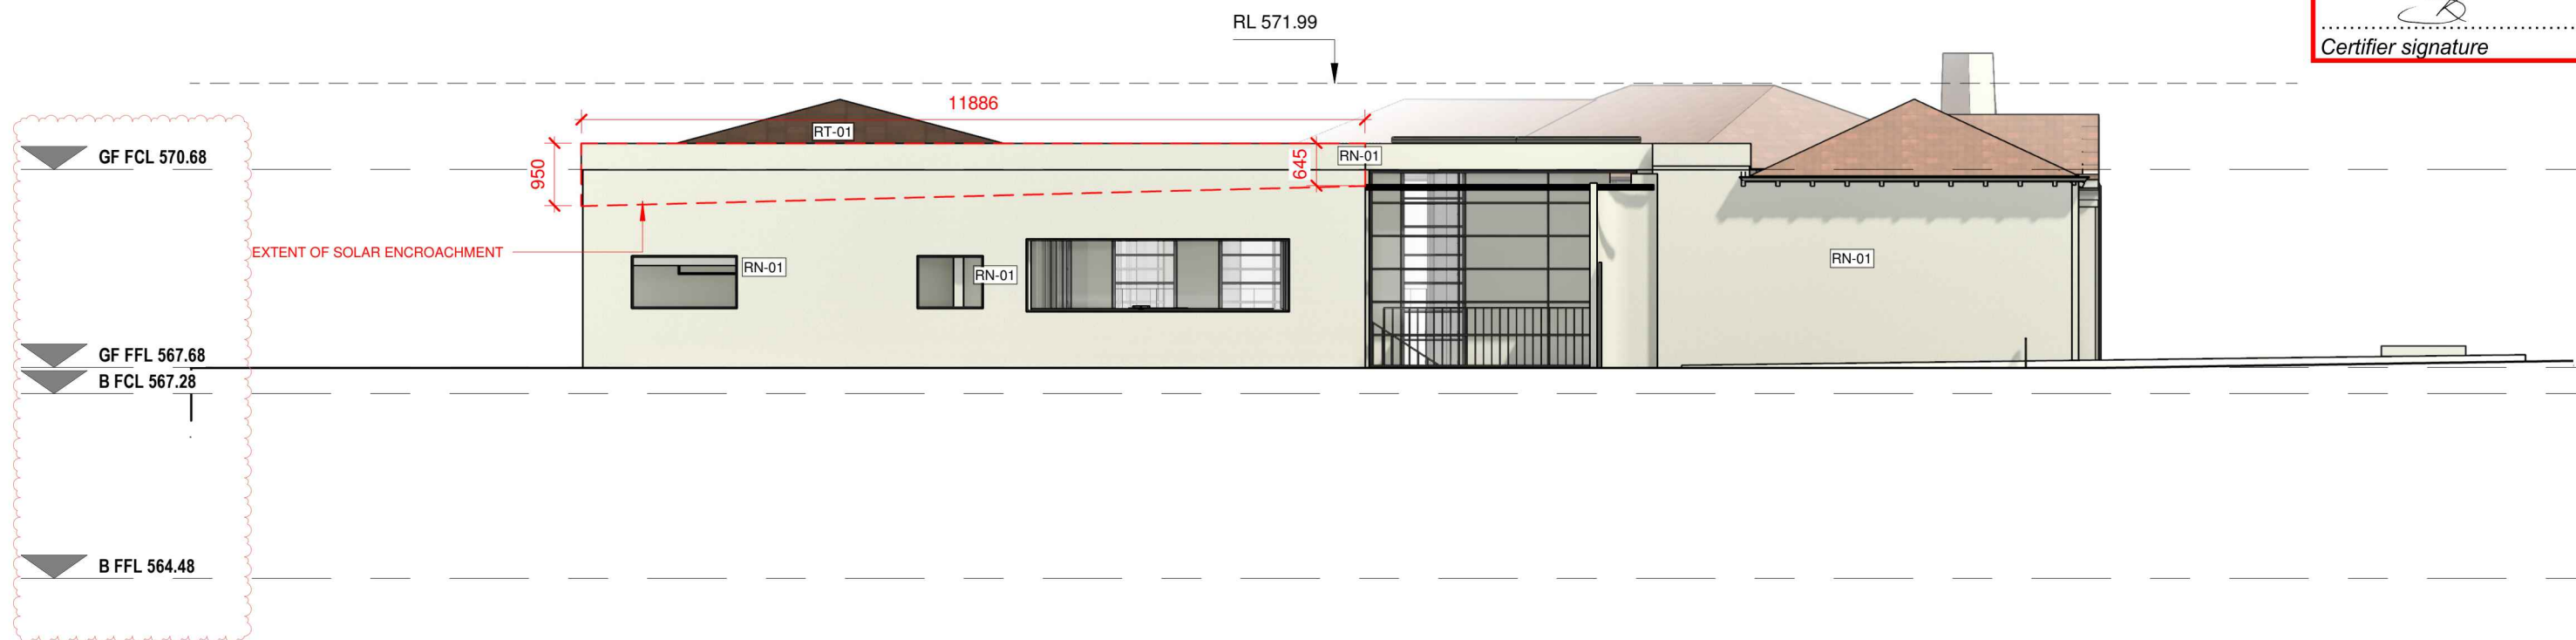 RL 571.99
Certifier signature
11886
RT-01
GF FCL 570.68
950
645
RN-01
EXTENT OF SOLAR ENCROACHMENT
RN-01
RN-01
RN-01
GF FFL 567.68
B FCL 567.28
B FFL 564.48